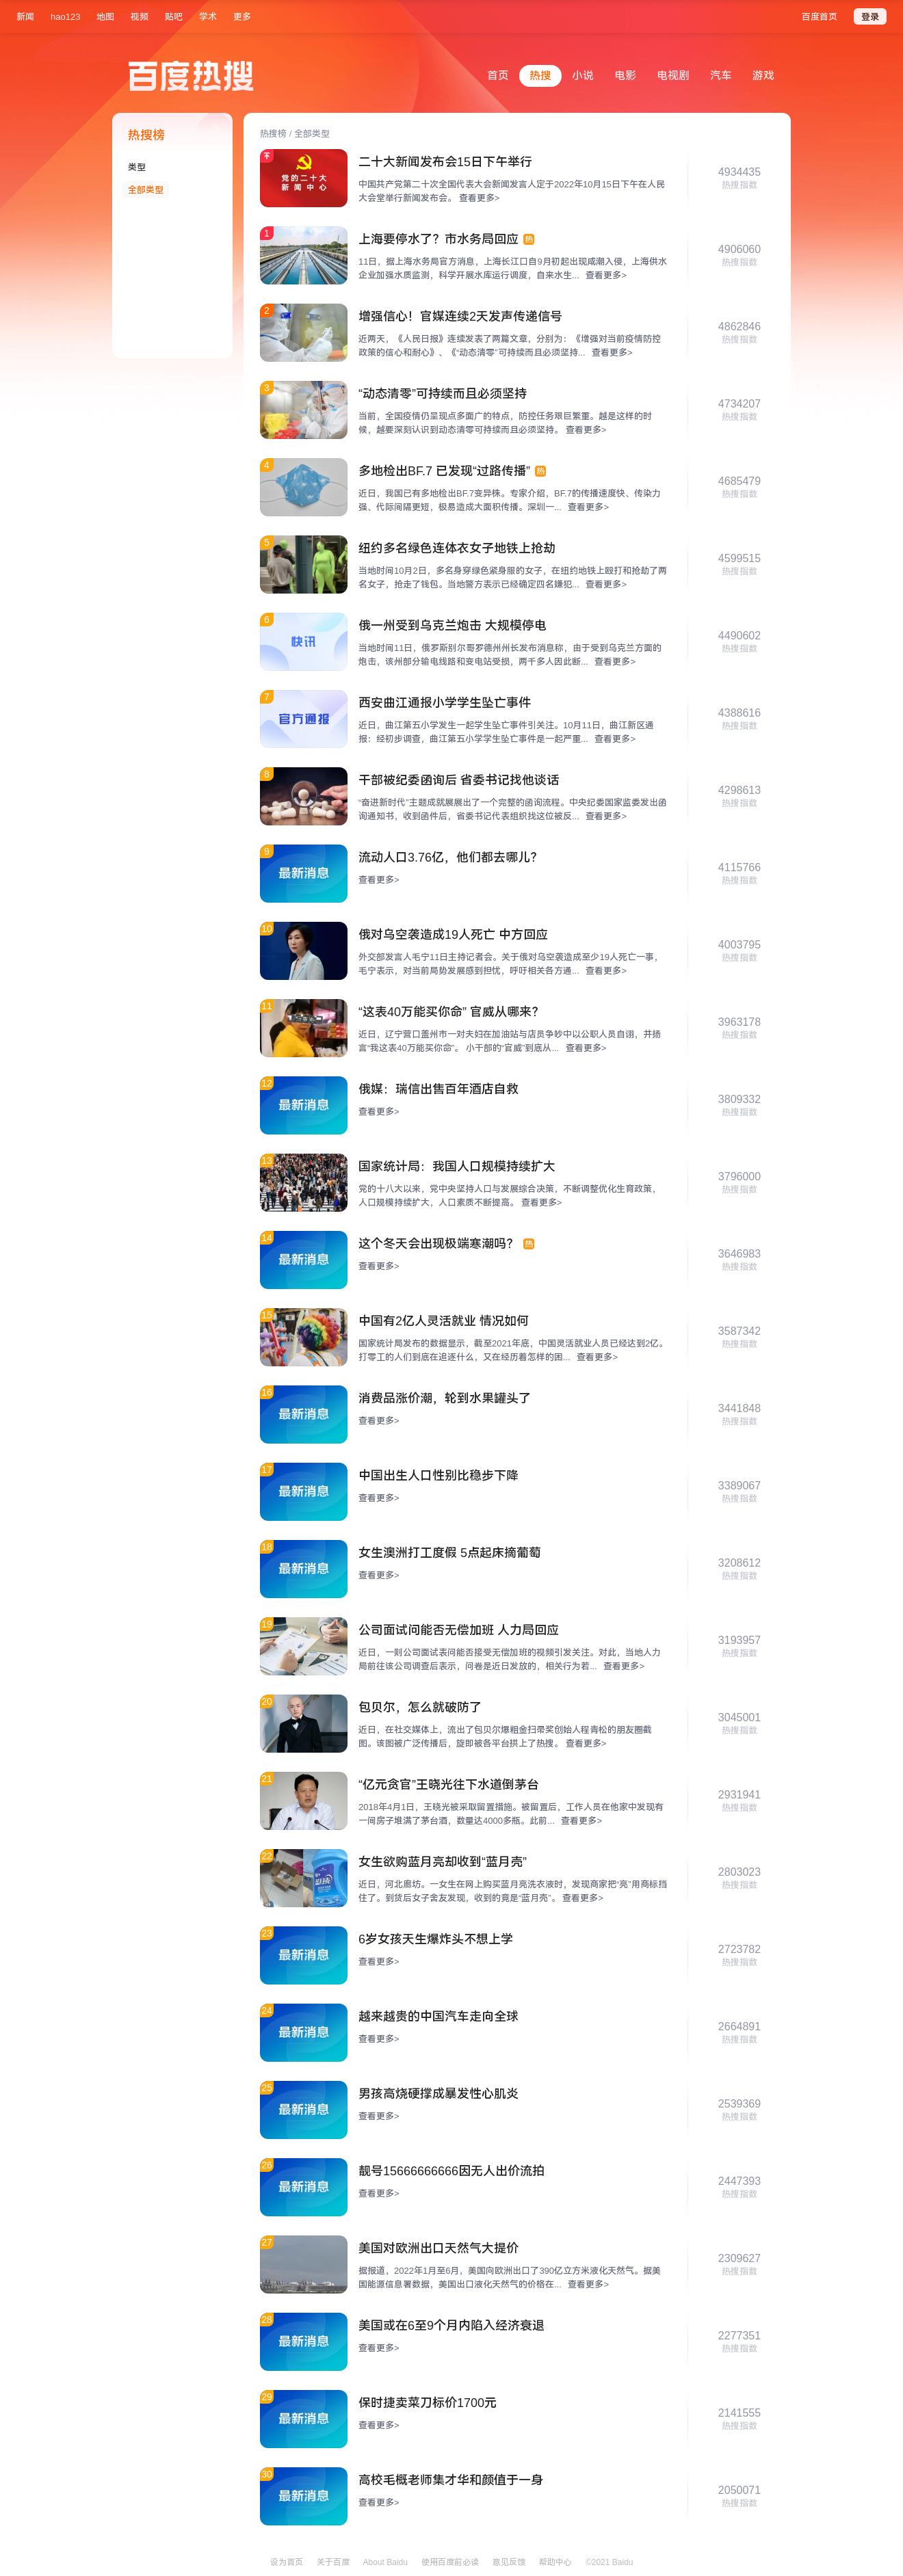 新闻 hao123 地图 视频 贴吧 学术 更多 百度首页 登录
百度热搜
首页 热搜 小说 电影 电视剧 汽车 游戏
热搜榜
类型
全部类型
热搜榜 / 全部类型
党的二十大
新闻中心
二十大新闻发布会15日下午举行
中国共产党第二十次全国代表大会新闻发言人定于2022年10月15日下午在人民
大会堂举行新闻发布会。 查看更多>
4934435
热搜指数
1
上海要停水了？市水务局回应 热
11日，据上海水务局官方消息，上海长江口自9月初起出现咸潮入侵，上海供水
企业加强水质监测，科学开展水库运行调度，自来水生... 查看更多>
4906060
热搜指数
2
增强信心！官媒连续2天发声传递信号
近两天，《人民日报》连续发表了两篇文章，分别为：《增强对当前疫情防控
政策的信心和耐心》、《“动态清零”可持续而且必须坚持... 查看更多>
4862846
热搜指数
3
“动态清零”可持续而且必须坚持
当前，全国疫情仍呈现点多面广的特点，防控任务艰巨繁重。越是这样的时
候，越要深刻认识到动态清零可持续而且必须坚持。 查看更多>
4734207
热搜指数
4
多地检出BF.7 已发现“过路传播” 热
近日，我国已有多地检出BF.7变异株。专家介绍，BF.7的传播速度快、传染力
强、代际间隔更短，极易造成大面积传播。深圳一... 查看更多>
4685479
热搜指数
5
纽约多名绿色连体衣女子地铁上抢劫
当地时间10月2日，多名身穿绿色紧身服的女子，在纽约地铁上殴打和抢劫了两
名女子，抢走了钱包。当地警方表示已经确定四名嫌犯... 查看更多>
4599515
热搜指数
6
快讯
俄一州受到乌克兰炮击 大规模停电
当地时间11日，俄罗斯别尔哥罗德州州长发布消息称，由于受到乌克兰方面的
炮击，该州部分输电线路和变电站受损，两千多人因此断... 查看更多>
4490602
热搜指数
7
官方通报
西安曲江通报小学学生坠亡事件
近日，曲江第五小学发生一起学生坠亡事件引关注。10月11日，曲江新区通
报：经初步调查，曲江第五小学学生坠亡事件是一起严重... 查看更多>
4388616
热搜指数
8
干部被纪委函询后 省委书记找他谈话
“奋进新时代”主题成就展展出了一个完整的函询流程。中央纪委国家监委发出函
询通知书，收到函件后，省委书记代表组织找这位被反... 查看更多>
4298613
热搜指数
9
最新消息
流动人口3.76亿，他们都去哪儿？
查看更多>
4115766
热搜指数
10
俄对乌空袭造成19人死亡 中方回应
外交部发言人毛宁11日主持记者会。关于俄对乌空袭造成至少19人死亡一事，
毛宁表示，对当前局势发展感到担忧，呼吁相关各方通... 查看更多>
4003795
热搜指数
11
“这表40万能买你命” 官威从哪来？
近日，辽宁营口盖州市一对夫妇在加油站与店员争吵中以公职人员自诩，并扬
言“我这表40万能买你命”。 小干部的“官威”到底从... 查看更多>
3963178
热搜指数
12
最新消息
俄媒：瑞信出售百年酒店自救
查看更多>
3809332
热搜指数
13
国家统计局：我国人口规模持续扩大
党的十八大以来，党中央坚持人口与发展综合决策，不断调整优化生育政策，
人口规模持续扩大，人口素质不断提高。 查看更多>
3796000
热搜指数
14
最新消息
这个冬天会出现极端寒潮吗？ 热
查看更多>
3646983
热搜指数
15
中国有2亿人灵活就业 情况如何
国家统计局发布的数据显示，截至2021年底，中国灵活就业人员已经达到2亿。
打零工的人们到底在追逐什么，又在经历着怎样的困... 查看更多>
3587342
热搜指数
16
最新消息
消费品涨价潮，轮到水果罐头了
查看更多>
3441848
热搜指数
17
最新消息
中国出生人口性别比稳步下降
查看更多>
3389067
热搜指数
18
最新消息
女生澳洲打工度假 5点起床摘葡萄
查看更多>
3208612
热搜指数
19
公司面试问能否无偿加班 人力局回应
近日，一则公司面试表问能否接受无偿加班的视频引发关注。对此，当地人力
局前往该公司调查后表示，问卷是近日发放的，相关行为若... 查看更多>
3193957
热搜指数
20
包贝尔，怎么就破防了
近日，在社交媒体上，流出了包贝尔爆粗金扫帚奖创始人程青松的朋友圈截
图。该图被广泛传播后，旋即被各平台拱上了热搜。 查看更多>
3045001
热搜指数
21
“亿元贪官”王晓光往下水道倒茅台
2018年4月1日，王晓光被采取留置措施。被留置后，工作人员在他家中发现有
一间房子堆满了茅台酒，数量达4000多瓶。此前... 查看更多>
2931941
热搜指数
22
女生欲购蓝月亮却收到“蓝月壳”
近日，河北廊坊。一女生在网上购买蓝月亮洗衣液时，发现商家把“亮”用商标挡
住了。到货后女子舍友发现，收到的竟是“蓝月壳”。 查看更多>
2803023
热搜指数
23
最新消息
6岁女孩天生爆炸头不想上学
查看更多>
2723782
热搜指数
24
最新消息
越来越贵的中国汽车走向全球
查看更多>
2664891
热搜指数
25
最新消息
男孩高烧硬撑成暴发性心肌炎
查看更多>
2539369
热搜指数
26
最新消息
靓号15666666666因无人出价流拍
查看更多>
2447393
热搜指数
27
美国对欧洲出口天然气大提价
据报道，2022年1月至6月，美国向欧洲出口了390亿立方米液化天然气。据美
国能源信息署数据，美国出口液化天然气的价格在... 查看更多>
2309627
热搜指数
28
最新消息
美国或在6至9个月内陷入经济衰退
查看更多>
2277351
热搜指数
29
最新消息
保时捷卖菜刀标价1700元
查看更多>
2141555
热搜指数
30
最新消息
高校毛概老师集才华和颜值于一身
查看更多>
2050071
热搜指数
设为首页 关于百度 About Baidu 使用百度前必读 意见反馈 帮助中心 ©2021 Baidu